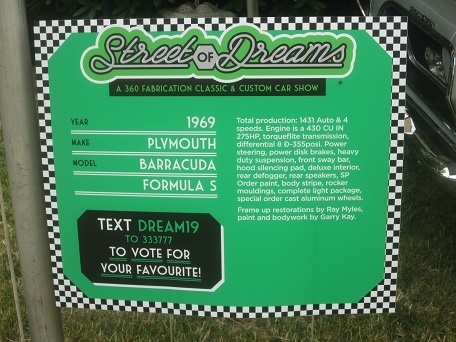 Street OF Dreams
A 360 FABRICATION CLASSIC & CUSTOM CAR SHOW
YEAR 1969
MAKE PLYMOUTH
MODEL BARRACUDA
FORMULA S
TEXT DREAM19
TO 333777
TO VOTE FOR
YOUR FAVOURITE!
Total production: 1431 Auto & 4
speeds. Engine is a 430 CU IN
275HP, torqueflite transmission,
differential 8 Ð-355posi. Power
steering, power disk brakes, heavy
duty suspension, front sway bar,
hood silencing pad, deluxe interior,
rear defogger, rear speakers, SP
Order paint, body stripe, rocker
mouldings, complete light package,
special order cast aluminum wheels.
Frame up restorations by Ray Myles,
paint and bodywork by Garry Kay.